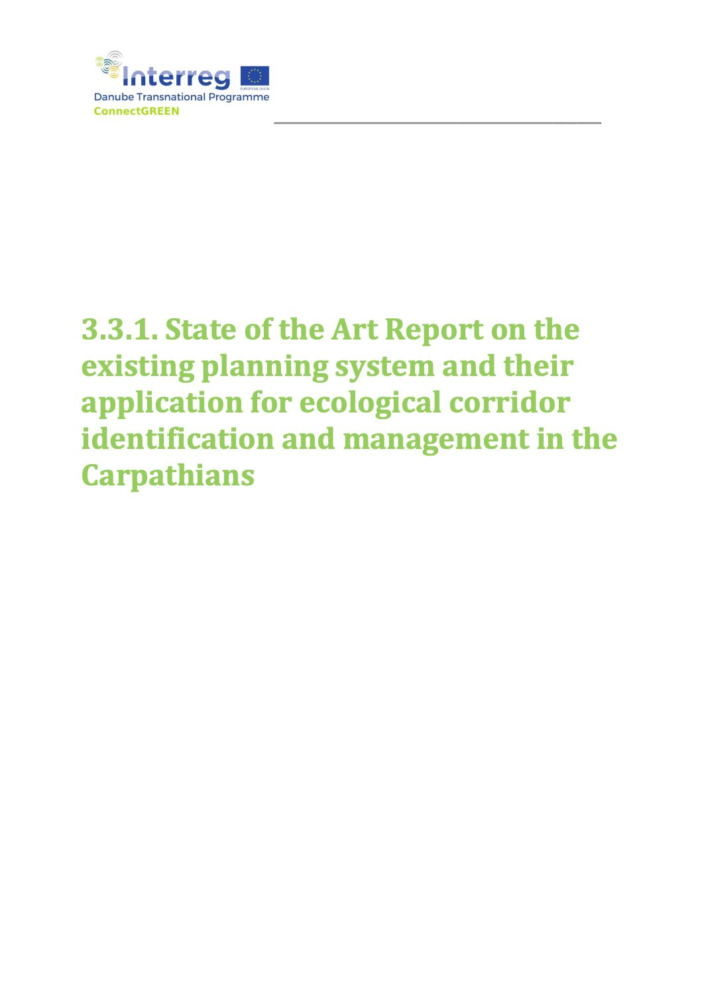 Interreg
EUROPEAN UNION
Danube Transnational Programme
ConnectGREEN
3.3.1. State of the Art Report on the
existing planning system and their
application for ecological corridor
identification and management in the
Carpathians